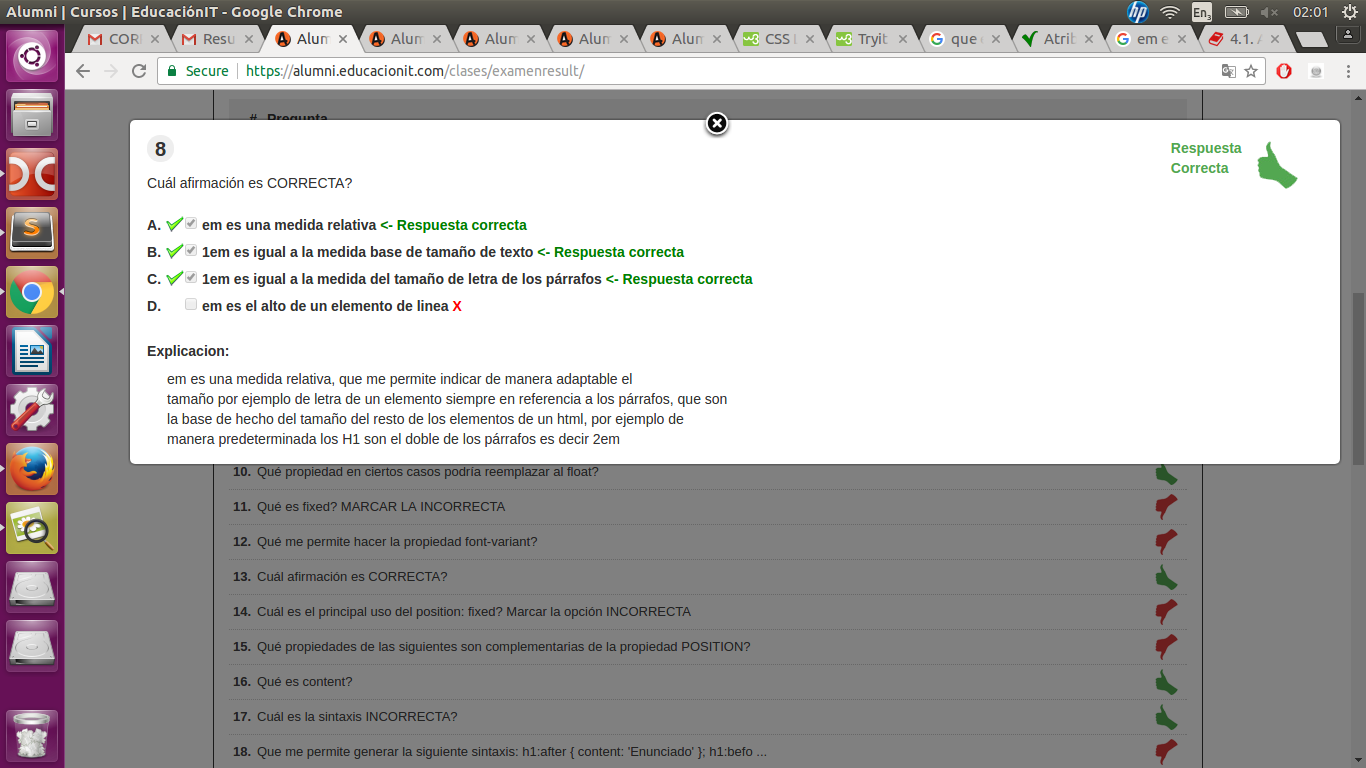 Alumni | Cursos | EducaciónIT - Google Chrome
hp En3 02:01
CORI Resu Alum Alum Alum Alum Alum CSS Tryit que Atrib em e 4.1.
Secure https://alumni.educacionit.com/clases/examenresult/
# Pregunta
8
Respuesta
Correcta
Cuál afirmación es CORRECTA?
A. em es una medida relativa <- Respuesta correcta
B. 1em es igual a la medida base de tamaño de texto <- Respuesta correcta
C. 1em es igual a la medida del tamaño de letra de los párrafos <- Respuesta correcta
D. em es el alto de un elemento de linea X
Explicacion:
em es una medida relativa, que me permite indicar de manera adaptable el
tamaño por ejemplo de letra de un elemento siempre en referencia a los párrafos, que son
la base de hecho del tamaño del resto de los elementos de un html, por ejemplo de
manera predeterminada los H1 son el doble de los párrafos es decir 2em
10. Qué propiedad en ciertos casos podría reemplazar al float?
11. Qué es fixed? MARCAR LA INCORRECTA
12. Qué me permite hacer la propiedad font-variant?
13. Cuál afirmación es CORRECTA?
14. Cuál es el principal uso del position: fixed? Marcar la opción INCORRECTA
15. Qué propiedades de las siguientes son complementarias de la propiedad POSITION?
16. Qué es content?
17. Cuál es la sintaxis INCORRECTA?
18. Que me permite generar la siguiente sintaxis: h1:after { content: 'Enunciado' }; h1:befo ...